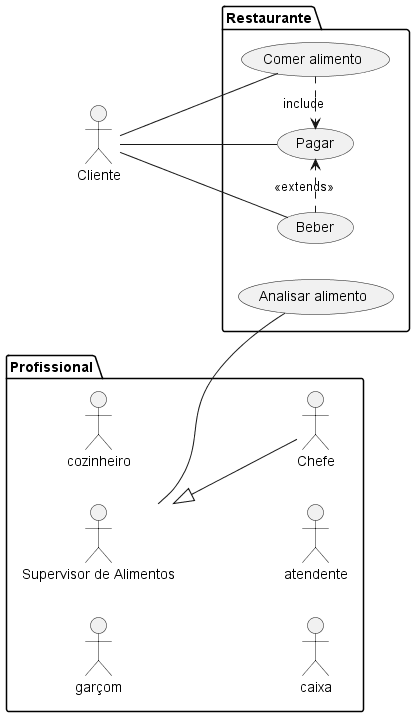 Restaurante
Comer alimento
include
Pagar
Cliente
«extends»
Beber
Analisar alimento
Profissional
cozinheiro
Chefe
Supervisor de Alimentos
atendente
garçom
caixa